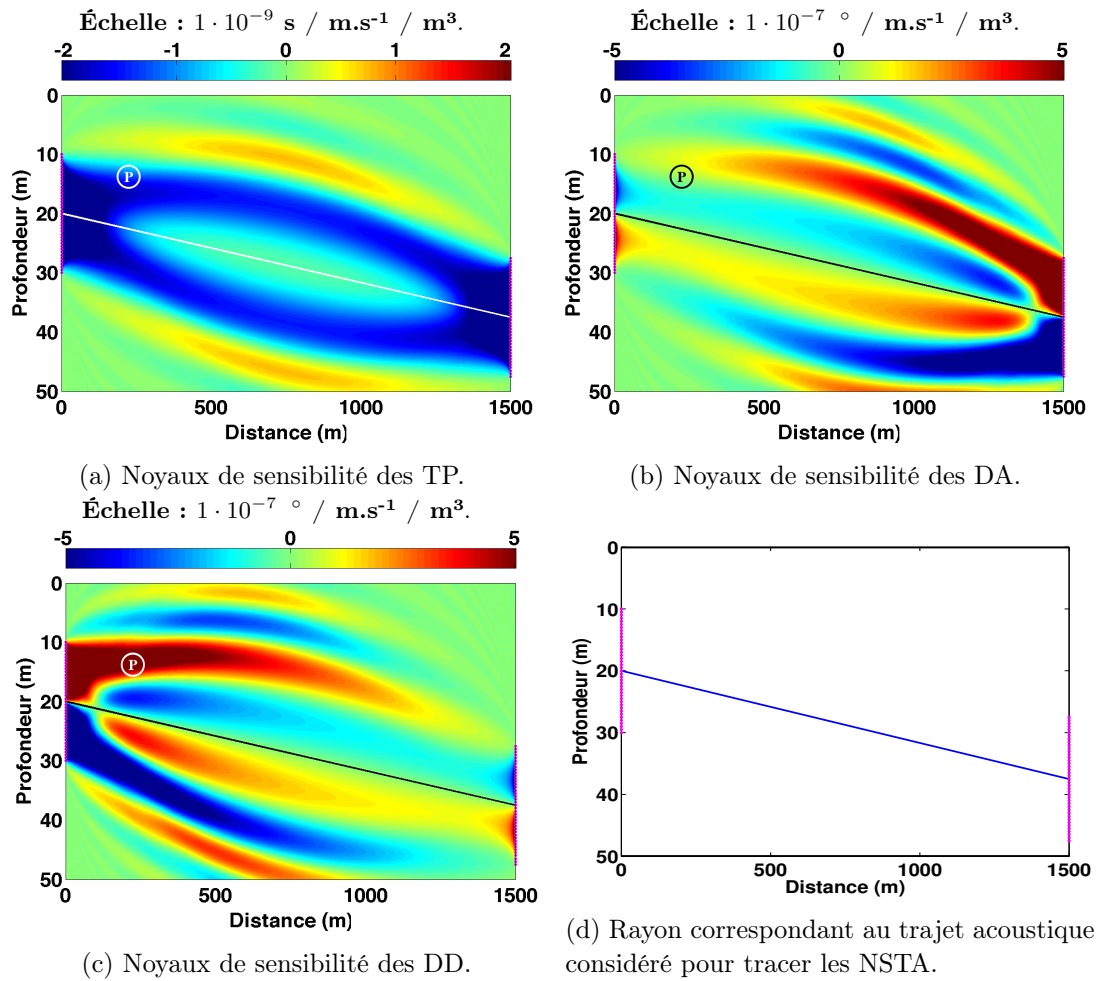 Échelle : 1 · 10⁻⁹ s / m.s⁻¹ / m³.
-2 -1 0 1 2
0
10
20
30
40
50
Profondeur (m)
P
0 500 1000 1500
Distance (m)
(a) Noyaux de sensibilité des TP.
Échelle : 1 · 10⁻⁷ ° / m.s⁻¹ / m³.
-5 0 5
0
10
20
30
40
50
Profondeur (m)
P
0 500 1000 1500
Distance (m)
(b) Noyaux de sensibilité des DA.
Échelle : 1 · 10⁻⁷ ° / m.s⁻¹ / m³.
-5 0 5
0
10
20
30
40
50
Profondeur (m)
P
0 500 1000 1500
Distance (m)
(c) Noyaux de sensibilité des DD.
0
10
20
30
40
50
Profondeur (m)
0 500 1000 1500
Distance (m)
(d) Rayon correspondant au trajet acoustique
considéré pour tracer les NSTA.